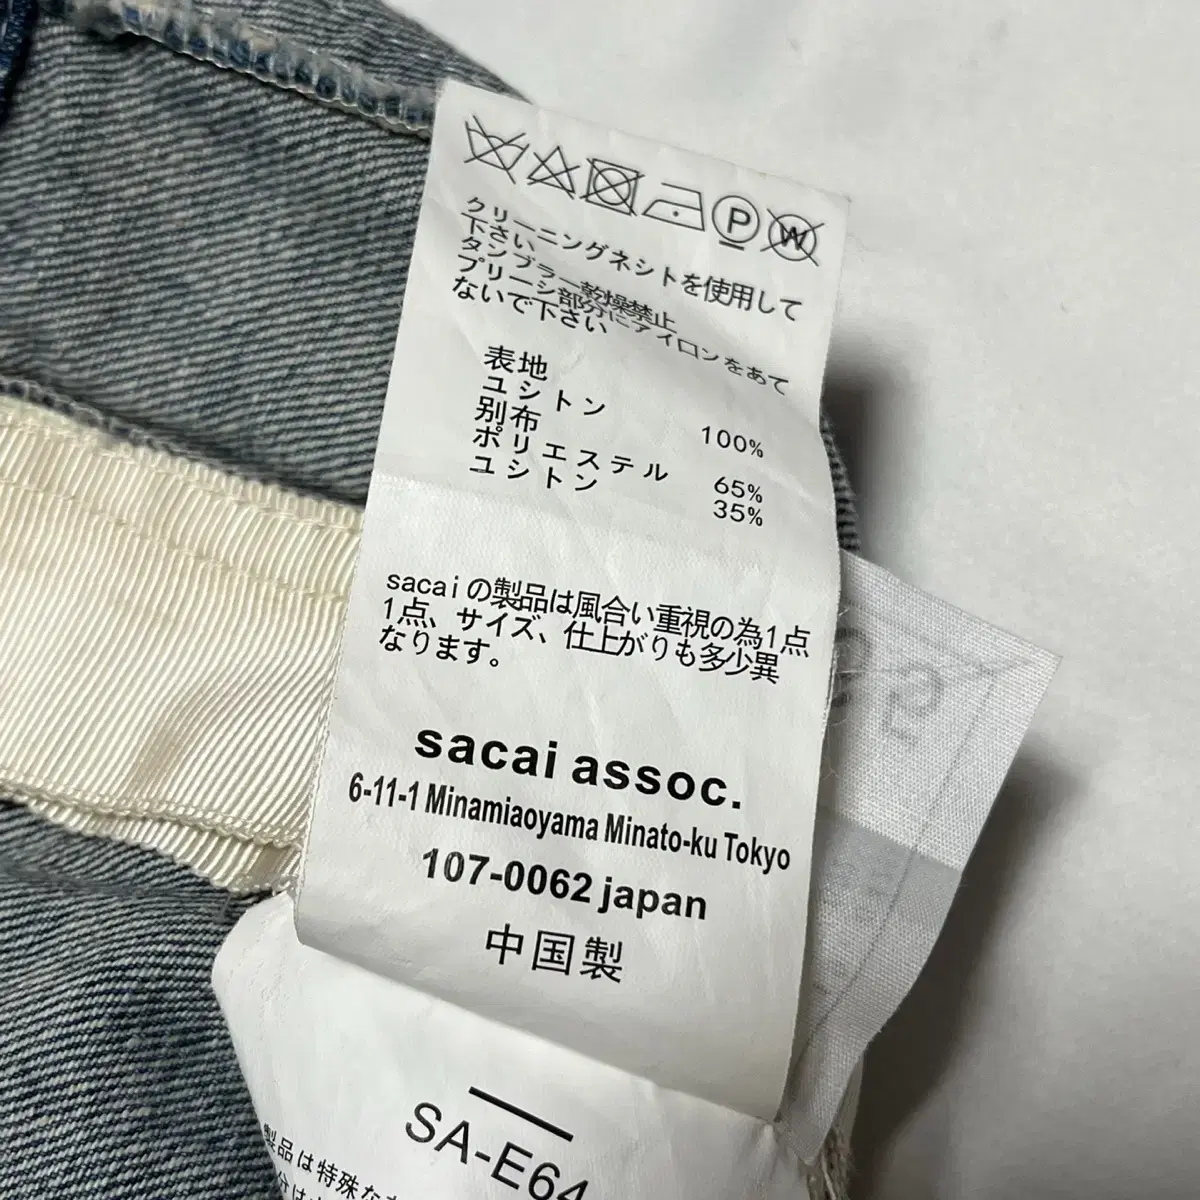 P W
クリーニングネシトを使用して
下さい
タンブラー乾燥禁止
プリーシ部分にアイロンをあて
ないで下さい
表地
ユシトン 100%
別布
ポリエステル 65%
ユシトン 35%
sacaiの製品は風合い重視の為1点
1点、サイズ、仕上がりも多少異
なります。
sacai assoc.
6-11-1 Minamiaoyama Minato-ku Tokyo
107-0062 japan
中国製
SA-E64
製品は特殊な